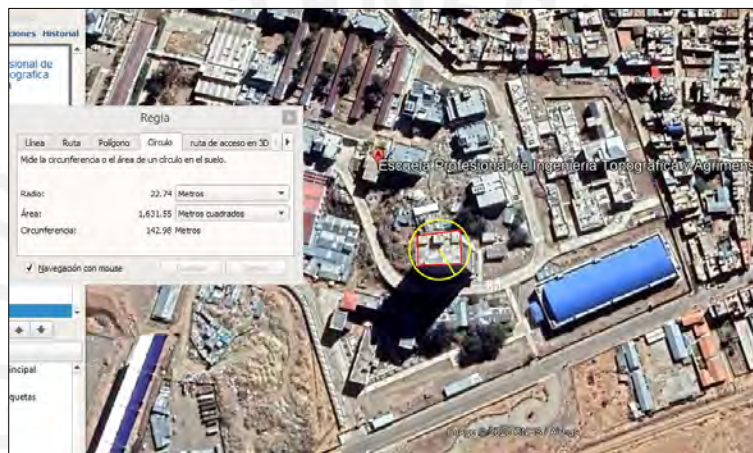 ciones Historial
sional de
ografica
Regla
Línea Ruta Polígono Círculo ruta de acceso en 3D
Mide la circunferencia o el área de un círculo en el suelo.
Radio: 22.74 Metros
Área: 1,631.55 Metros cuadrados
Circunferencia: 142.98 Metros
Navegación con mouse
Escuela Profesional de Ingeniería Topográfica y Agrimens
incipal
quetas